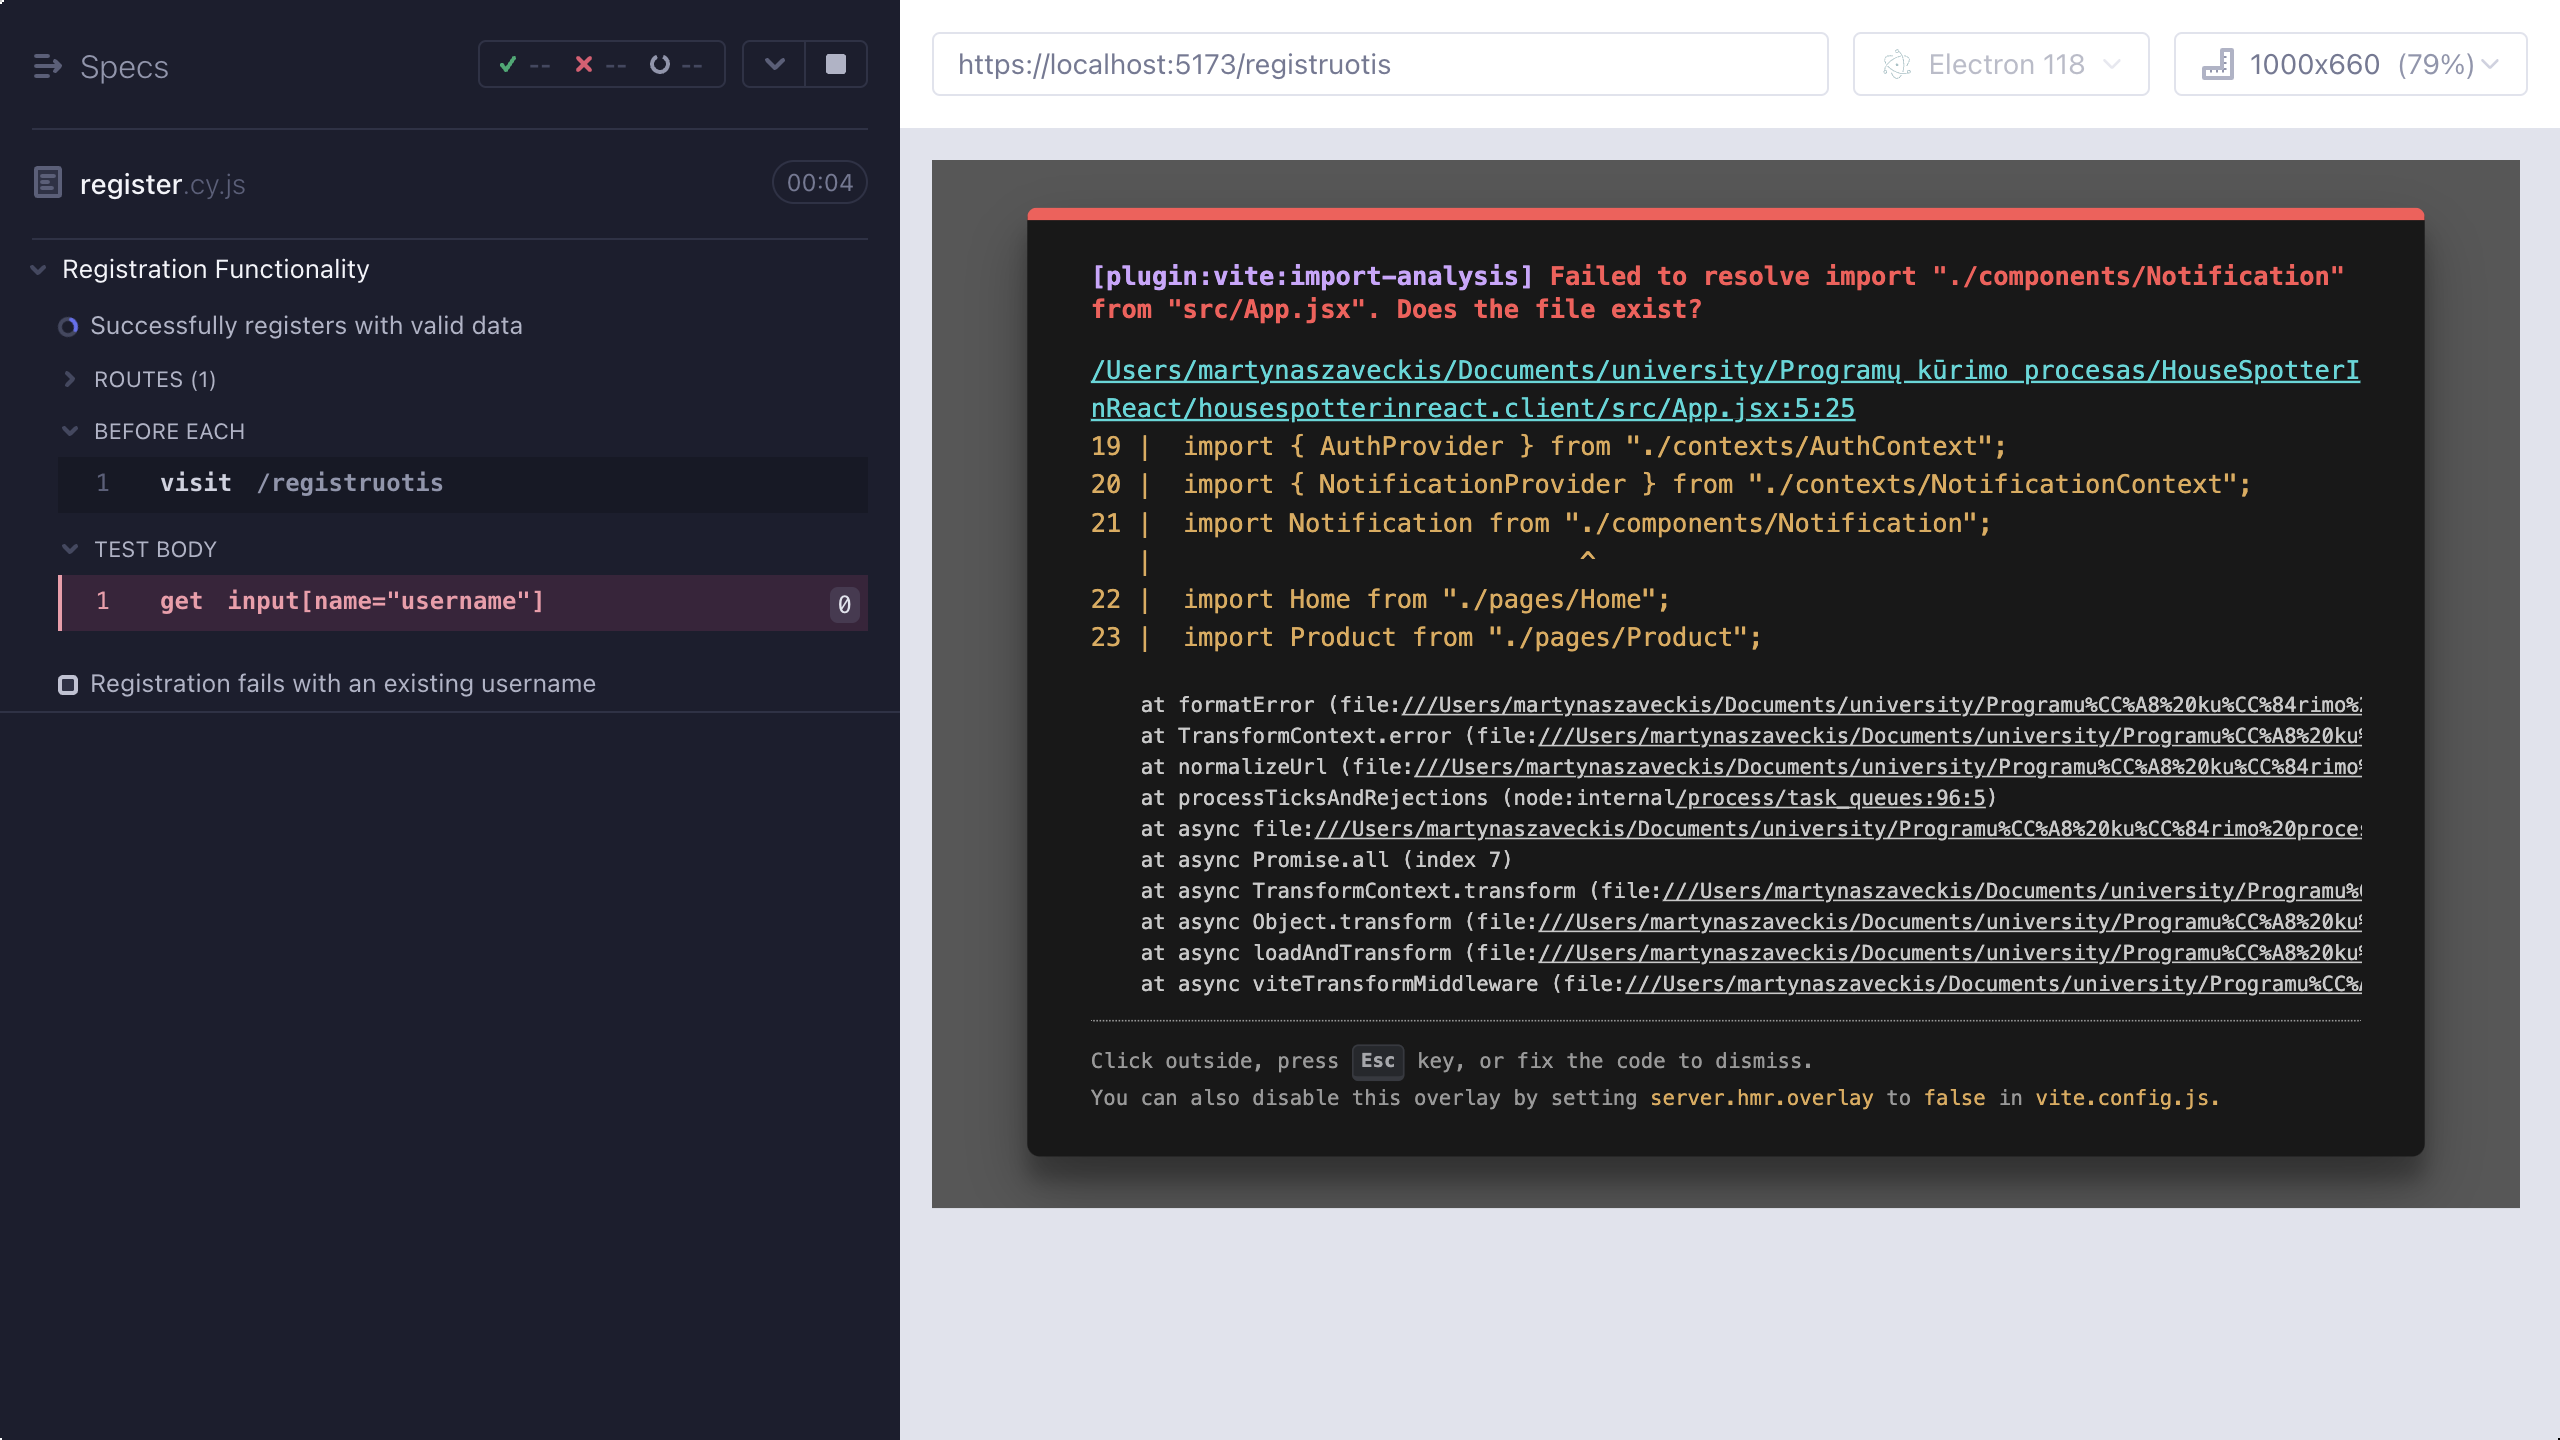 Specs
-- -- --
register.cy.js
00:04
Registration Functionality
Successfully registers with valid data
ROUTES (1)
BEFORE EACH
1 visit /registruotis
TEST BODY
1 get input[name="username"] 0
Registration fails with an existing username
https://localhost:5173/registruotis
Electron 118
1000x660 (79%)
[plugin:vite:import-analysis] Failed to resolve import "./components/Notification"
from "src/App.jsx". Does the file exist?
/Users/martynaszaveckis/Documents/university/Programų kūrimo procesas/HouseSpotterI
nReact/housespotterinreact.client/src/App.jsx:5:25
19 | import { AuthProvider } from "./contexts/AuthContext";
20 | import { NotificationProvider } from "./contexts/NotificationContext";
21 | import Notification from "./components/Notification";
| ^
22 | import Home from "./pages/Home";
23 | import Product from "./pages/Product";
at formatError (file:///Users/martynaszaveckis/Documents/university/Programu%CC%A8%20ku%CC%84rimo%2
at TransformContext.error (file:///Users/martynaszaveckis/Documents/university/Programu%CC%A8%20ku%
at normalizeUrl (file:///Users/martynaszaveckis/Documents/university/Programu%CC%A8%20ku%CC%84rimo%
at processTicksAndRejections (node:internal/process/task_queues:96:5)
at async file:///Users/martynaszaveckis/Documents/university/Programu%CC%A8%20ku%CC%84rimo%20proces
at async Promise.all (index 7)
at async TransformContext.transform (file:///Users/martynaszaveckis/Documents/university/Programu%C
at async Object.transform (file:///Users/martynaszaveckis/Documents/university/Programu%CC%A8%20ku%
at async loadAndTransform (file:///Users/martynaszaveckis/Documents/university/Programu%CC%A8%20ku%
at async viteTransformMiddleware (file:///Users/martynaszaveckis/Documents/university/Programu%CC%A
Click outside, press Esc key, or fix the code to dismiss.
You can also disable this overlay by setting server.hmr.overlay to false in vite.config.js.